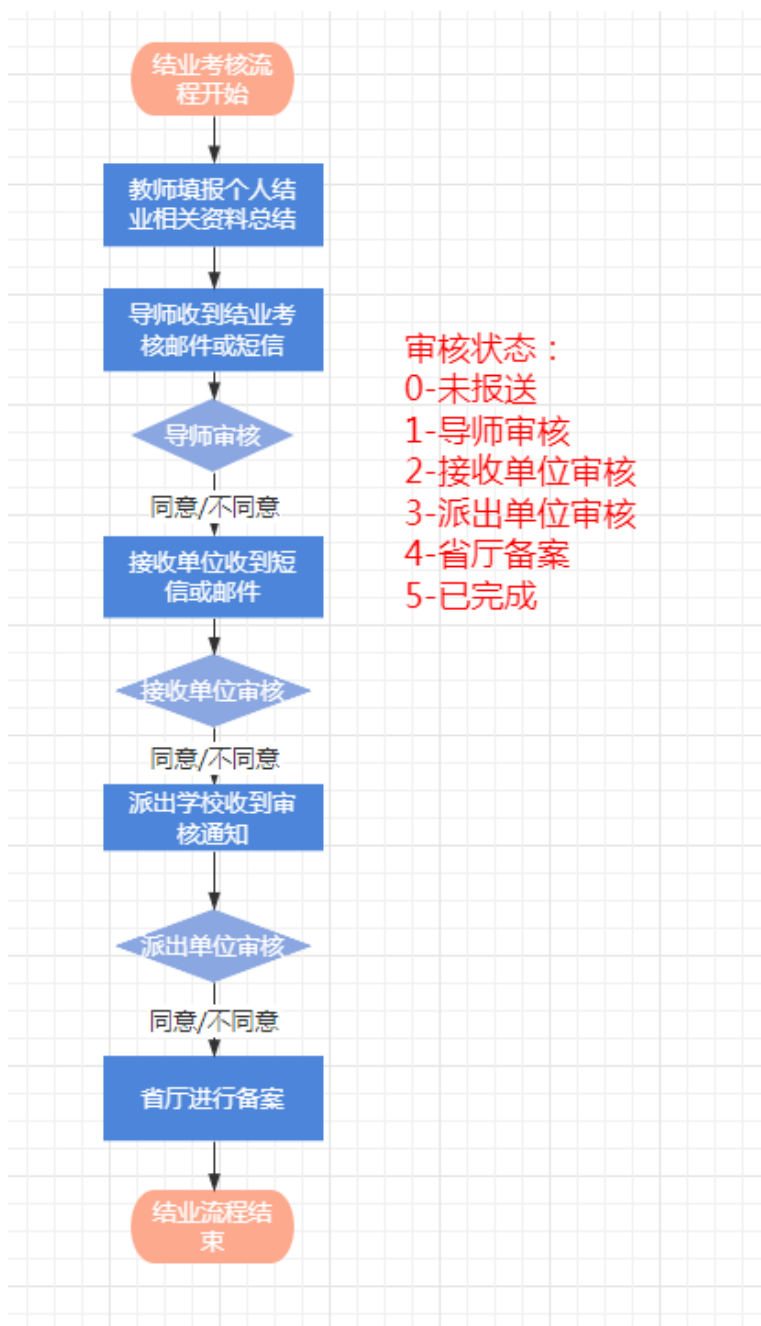 结业考核流
程开始
教师填报个人结
业相关资料总结
导师收到结业考
核邮件或短信
导师审核
同意/不同意
接收单位收到短
信或邮件
接收单位审核
同意/不同意
派出学校收到审
核通知
派出单位审核
同意/不同意
省厅进行备案
结业流程结
束
审核状态：
0-未报送
1-导师审核
2-接收单位审核
3-派出单位审核
4-省厅备案
5-已完成